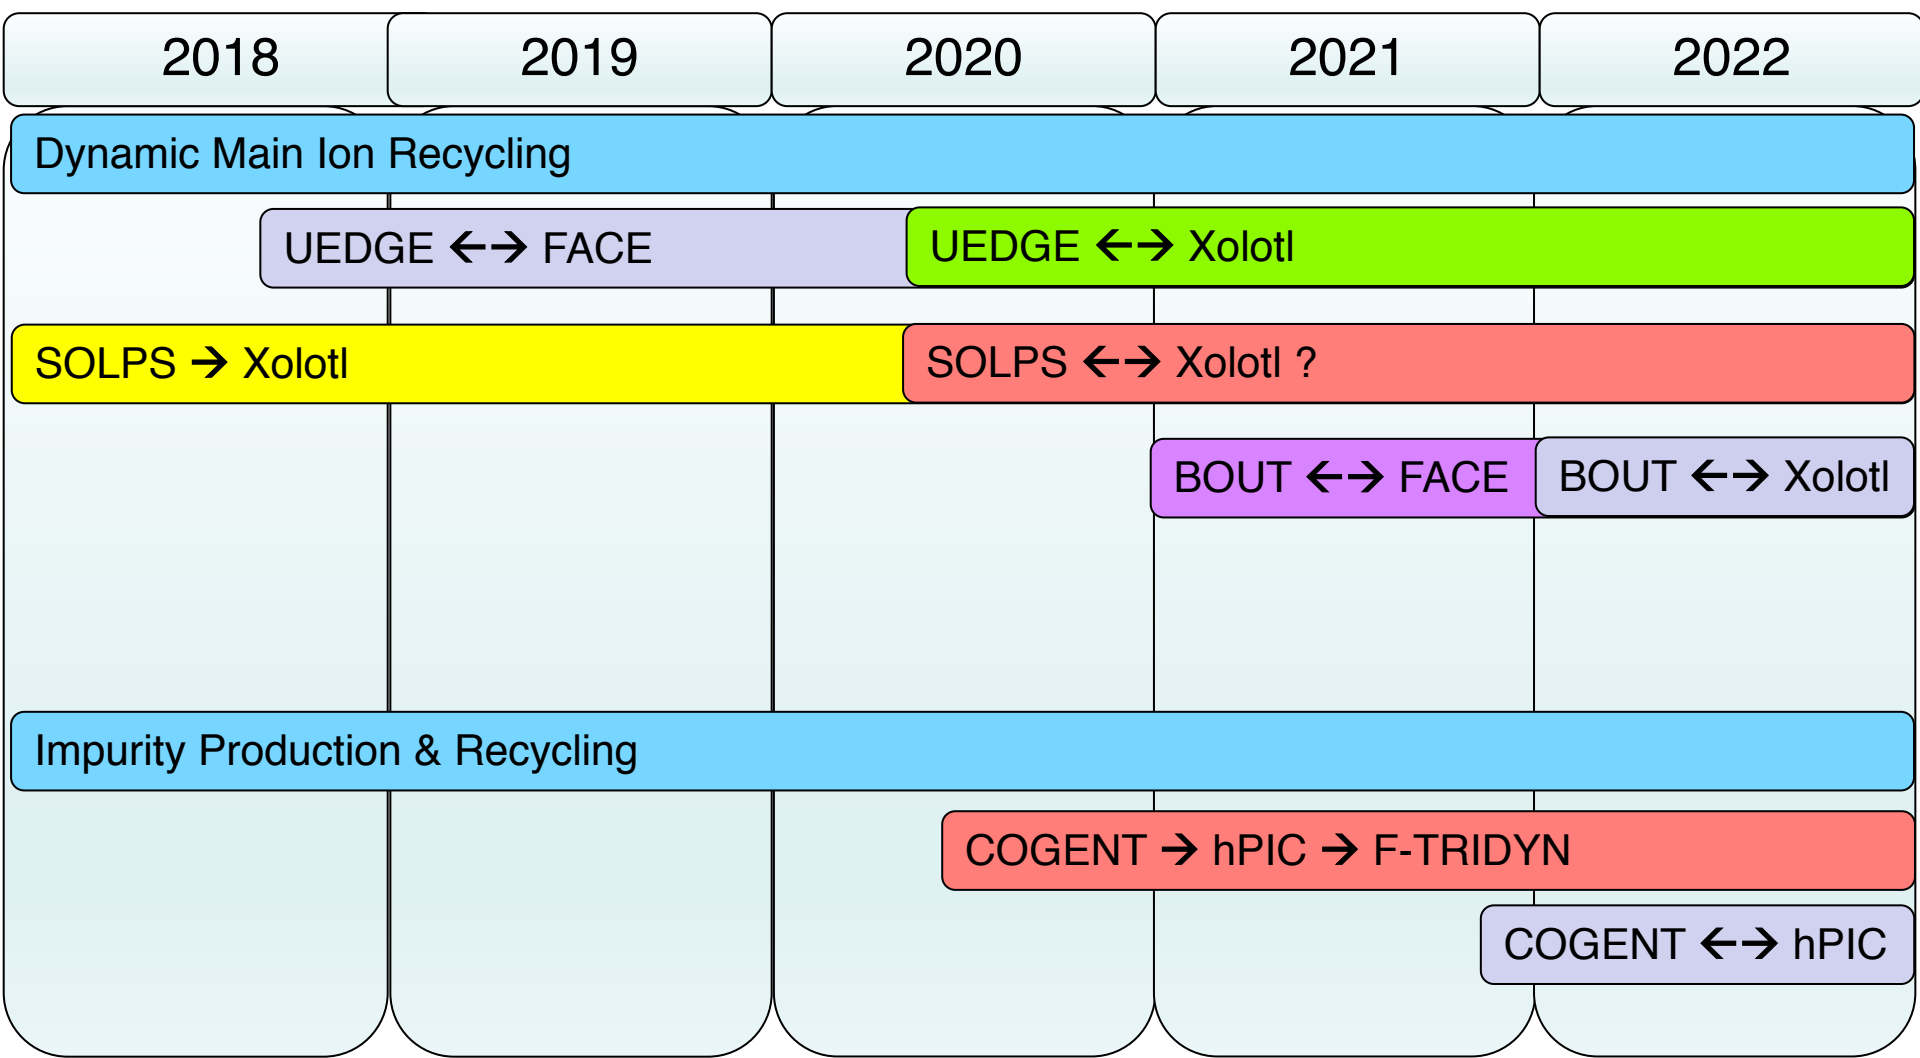 2018 2019 2020 2021 2022
Dynamic Main Ion Recycling
UEDGE ←→ FACE UEDGE ←→ Xolotl
SOLPS → Xolotl SOLPS ←→ Xolotl ?
BOUT ←→ FACE BOUT ←→ Xolotl
Impurity Production & Recycling
COGENT → hPIC → F-TRIDYN
COGENT ←→ hPIC